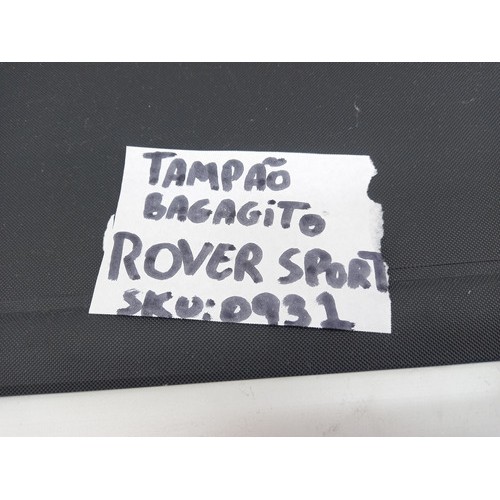 TAMPÃO
BAGAGITO
ROVER SPORT
SKU:0931